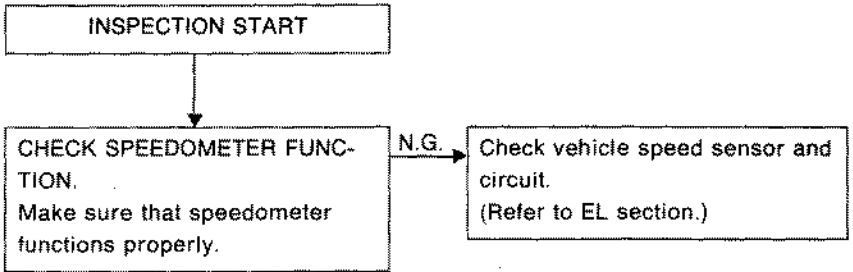 INSPECTION START
CHECK SPEEDOMETER FUNC-
TION.
Make sure that speedometer
functions properly.
N.G.
Check vehicle speed sensor and
circuit.
(Refer to EL section.)